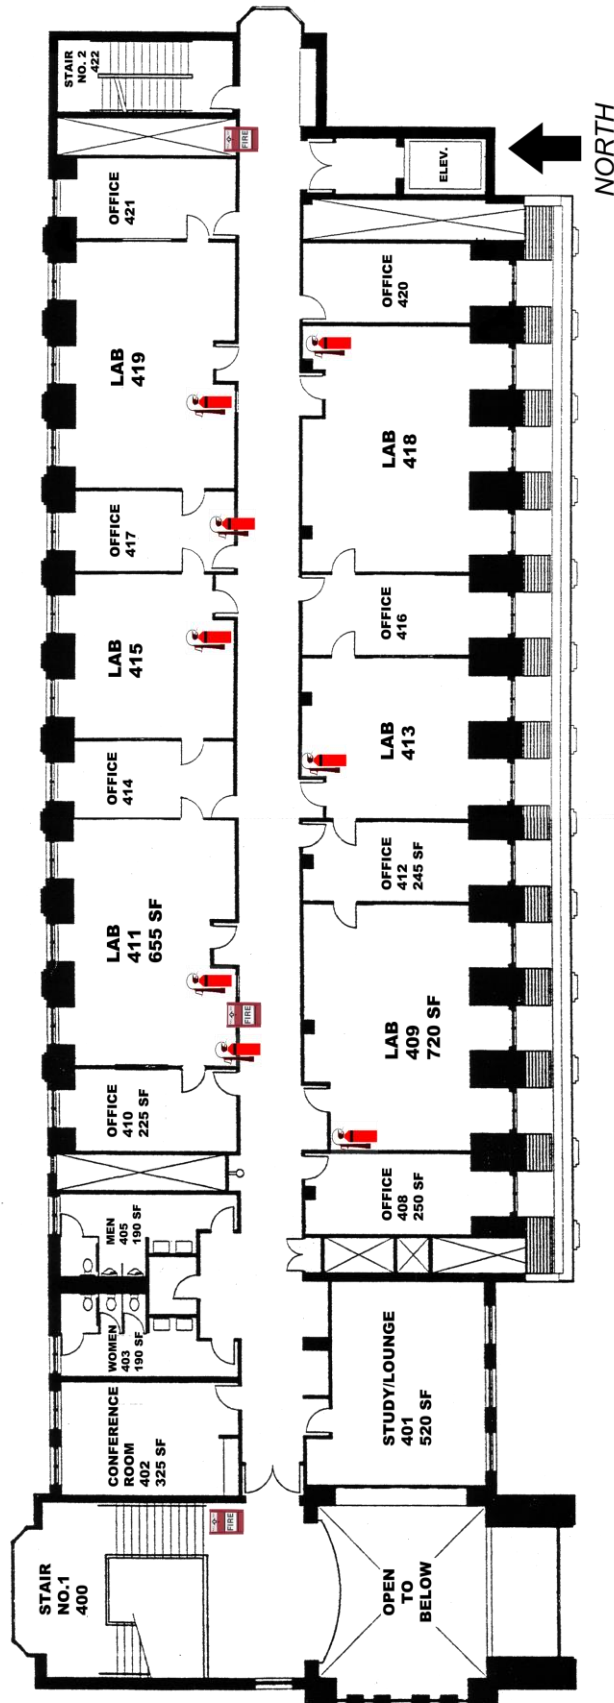 STAIR
NO. 2
422
FIRE
ELEV.
NORTH
OFFICE
421
OFFICE
420
LAB
419
LAB
418
OFFICE
417
OFFICE
416
LAB
415
LAB
413
OFFICE
414
OFFICE
412
245 SF
LAB
411
655 SF
FIRE
LAB
409
720 SF
OFFICE
410
225 SF
OFFICE
408
250 SF
MEN
405
190 SF
WOMEN
403
190 SF
CONFERENCE
ROOM
402
325 SF
STUDY/LOUNGE
401
520 SF
FIRE
STAIR
NO.1
400
OPEN
TO
BELOW